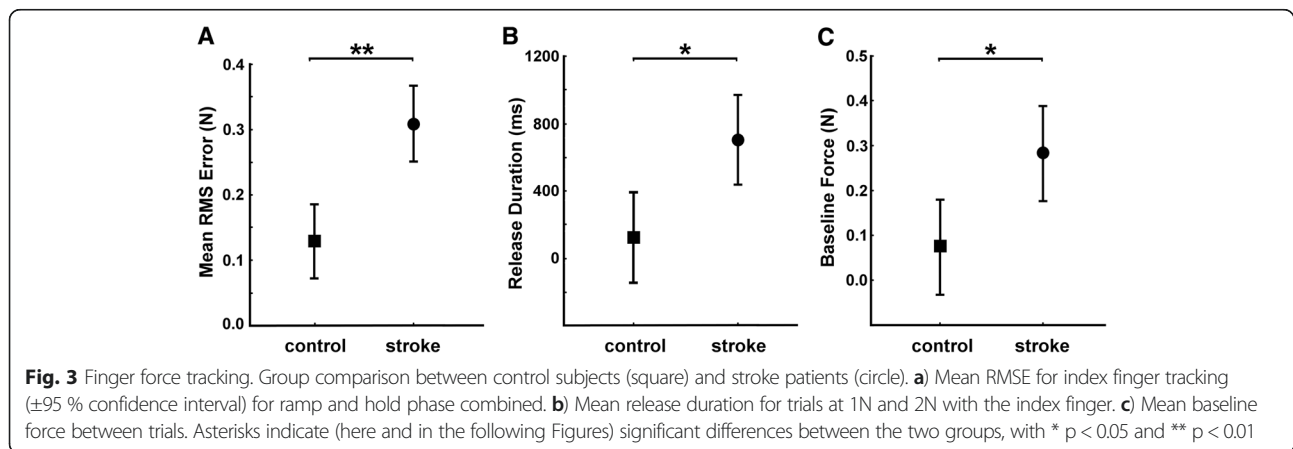 A
**
Mean RMS Error (N)
0.4
0.3
0.2
0.1
0.0
control stroke
B
*
Release Duration (ms)
1200
800
400
0
control stroke
C
*
Baseline Force (N)
0.5
0.4
0.3
0.2
0.1
0.0
control stroke
Fig. 3 Finger force tracking. Group comparison between control subjects (square) and stroke patients (circle). a) Mean RMSE for index finger tracking
(±95 % confidence interval) for ramp and hold phase combined. b) Mean release duration for trials at 1N and 2N with the index finger. c) Mean baseline
force between trials. Asterisks indicate (here and in the following Figures) significant differences between the two groups, with * p < 0.05 and ** p < 0.01